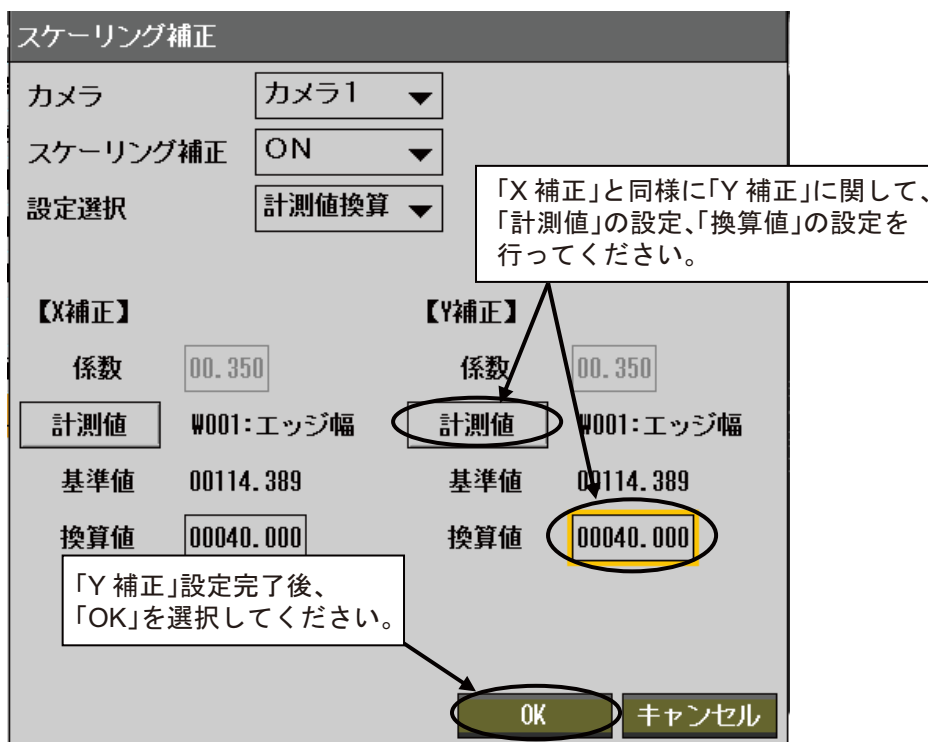 スケーリング補正
カメラ カメラ1
スケーリング補正 ON
設定選択 計測値換算
「X 補正」と同様に「Y 補正」に関して、
「計測値」の設定、「換算値」の設定を
行ってください。
【X補正】 【Y補正】
係数 00.350 係数 00.350
計測値 W001:エッジ幅 計測値 W001:エッジ幅
基準値 00114.389 基準値 00114.389
換算値 00040.000 換算値 00040.000
「Y 補正」設定完了後、
「OK」を選択してください。
OK キャンセル